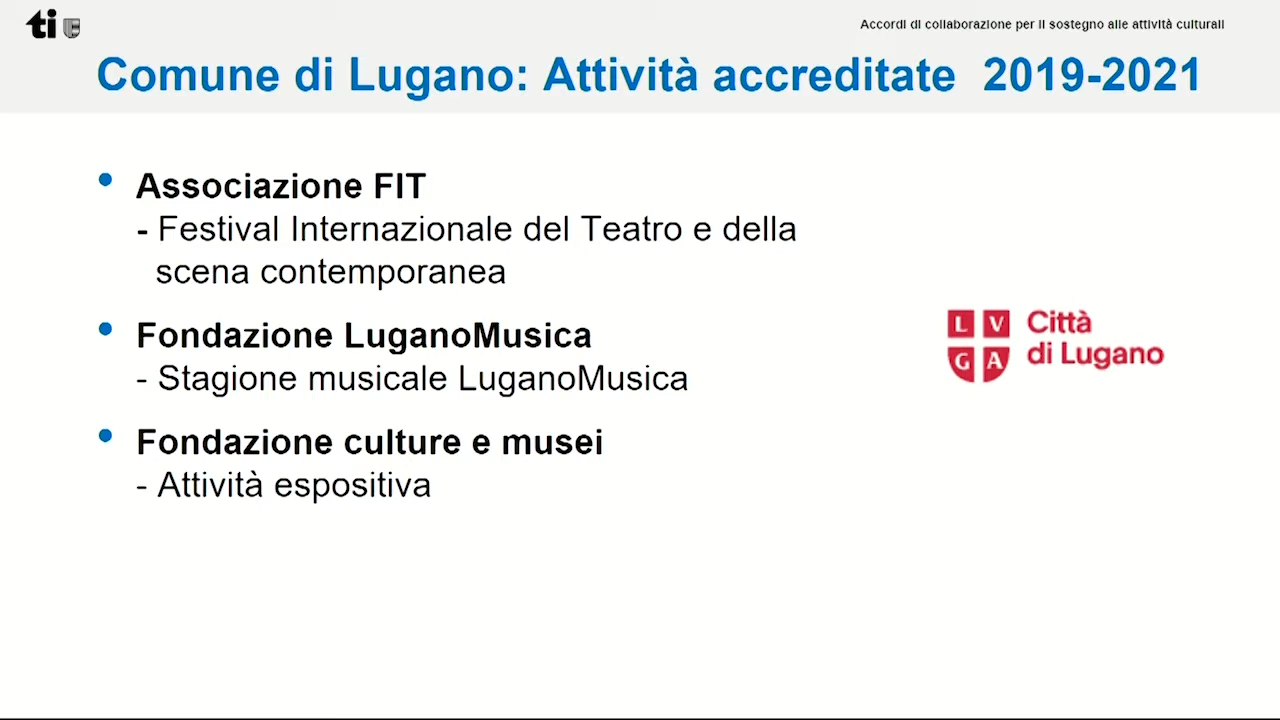 ti
Accordi di collaborazione per il sostegno alle attività culturali
Comune di Lugano: Attività accreditate 2019-2021
• Associazione FIT
- Festival Internazionale del Teatro e della
scena contemporanea
• Fondazione LuganoMusica
- Stagione musicale LuganoMusica
• Fondazione culture e musei
- Attività espositiva
L V
G A
Città
di Lugano